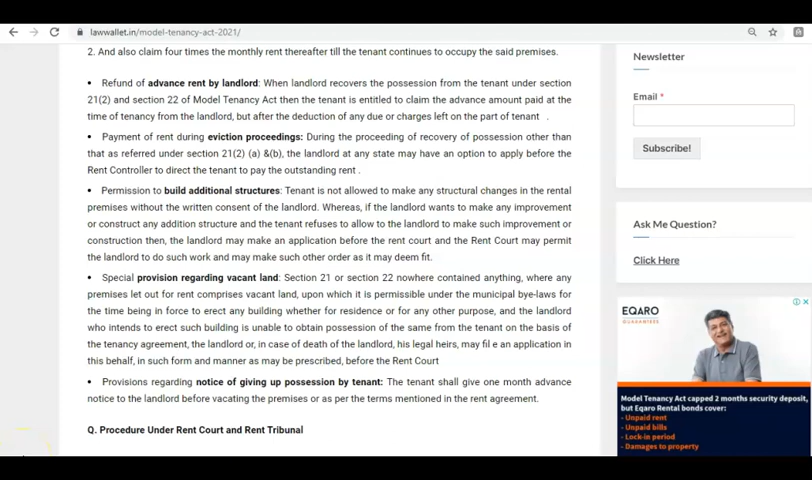 lawwallet.in/model-tenancy-act-2021/
2. And also claim four times the monthly rent thereafter till the tenant continues to occupy the said premises.
• Refund of advance rent by landlord: When landlord recovers the possession from the tenant under section
21(2) and section 22 of Model Tenancy Act then the tenant is entitled to claim the advance amount paid at the
time of tenancy from the landlord, but after the deduction of any due or charges left on the part of tenant .
• Payment of rent during eviction proceedings: During the proceeding of recovery of possession other than
that as referred under section 21(2) (a) &(b), the landlord at any state may have an option to apply before the
Rent Controller to direct the tenant to pay the outstanding rent .
• Permission to build additional structures: Tenant is not allowed to make any structural changes in the rental
premises without the written consent of the landlord. Whereas, if the landlord wants to make any improvement
or construct any addition structure and the tenant refuses to allow to the landlord to make such improvement or
construction then, the landlord may make an application before the rent court and the Rent Court may permit
the landlord to do such work and may make such other order as it may deem fit.
• Special provision regarding vacant land: Section 21 or section 22 nowhere contained anything, where any
premises let out for rent comprises vacant land, upon which it is permissible under the municipal bye-laws for
the time being in force to erect any building whether for residence or for any other purpose, and the landlord
who intends to erect such building is unable to obtain possession of the same from the tenant on the basis of
the tenancy agreement, the landlord or, in case of death of the landlord, his legal heirs, may fil e an application in
this behalf, in such form and manner as may be prescribed, before the Rent Court
• Provisions regarding notice of giving up possession by tenant: The tenant shall give one month advance
notice to the landlord before vacating the premises or as per the terms mentioned in the rent agreement.
Q. Procedure Under Rent Court and Rent Tribunal
Newsletter
Email *
Subscribe!
Ask Me Question?
Click Here
EQARO
GUARANTEES
Model Tenancy Act capped 2 months security deposit,
but Eqaro Rental bonds cover:
- Unpaid rent
- Unpaid bills
- Lock-in period
- Damages to property